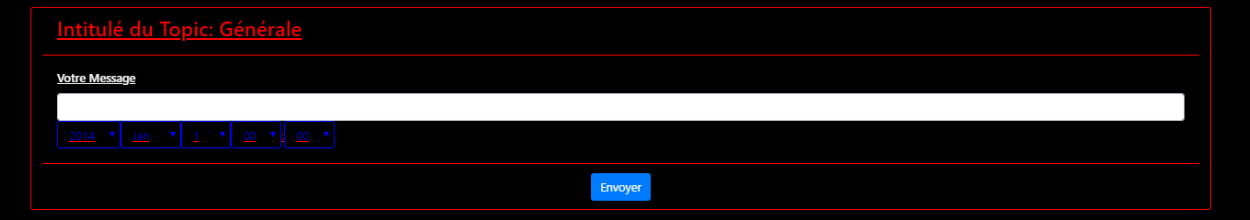 Intitulé du Topic: Générale
Votre Message
2014 Jan 1 00 : 00
Envoyer